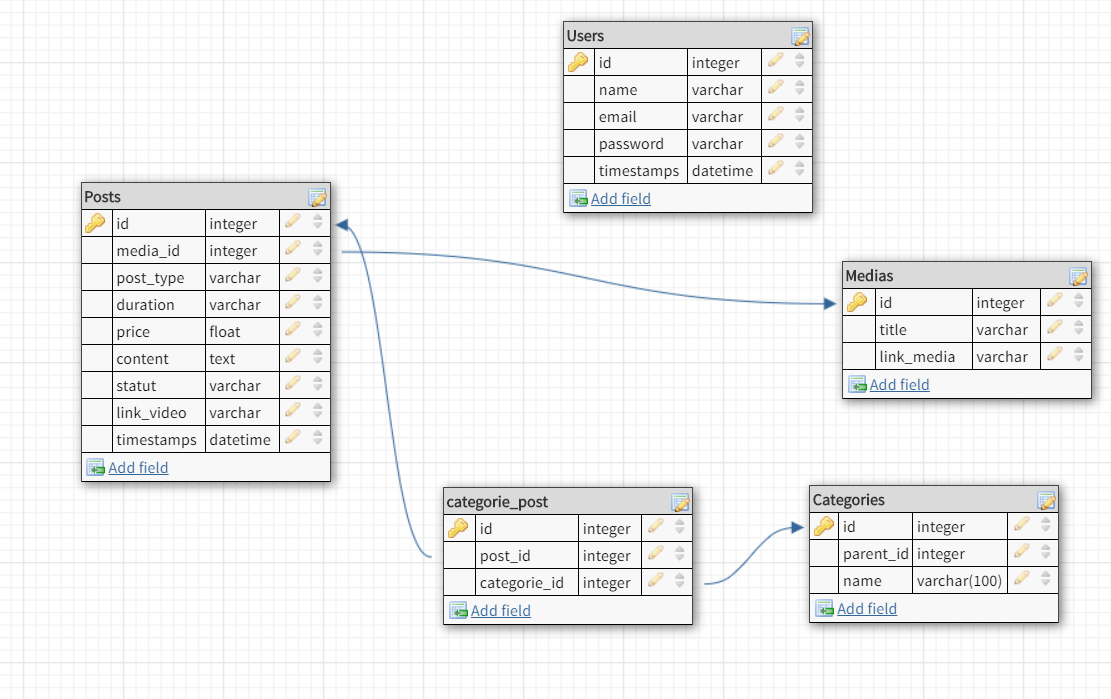 Users
id integer
name varchar
email varchar
password varchar
timestamps datetime
Add field
Posts
id integer
media_id integer
post_type varchar
duration varchar
price float
content text
statut varchar
link_video varchar
timestamps datetime
Add field
Medias
id integer
title varchar
link_media varchar
Add field
categorie_post
id integer
post_id integer
categorie_id integer
Add field
Categories
id integer
parent_id integer
name varchar(100)
Add field